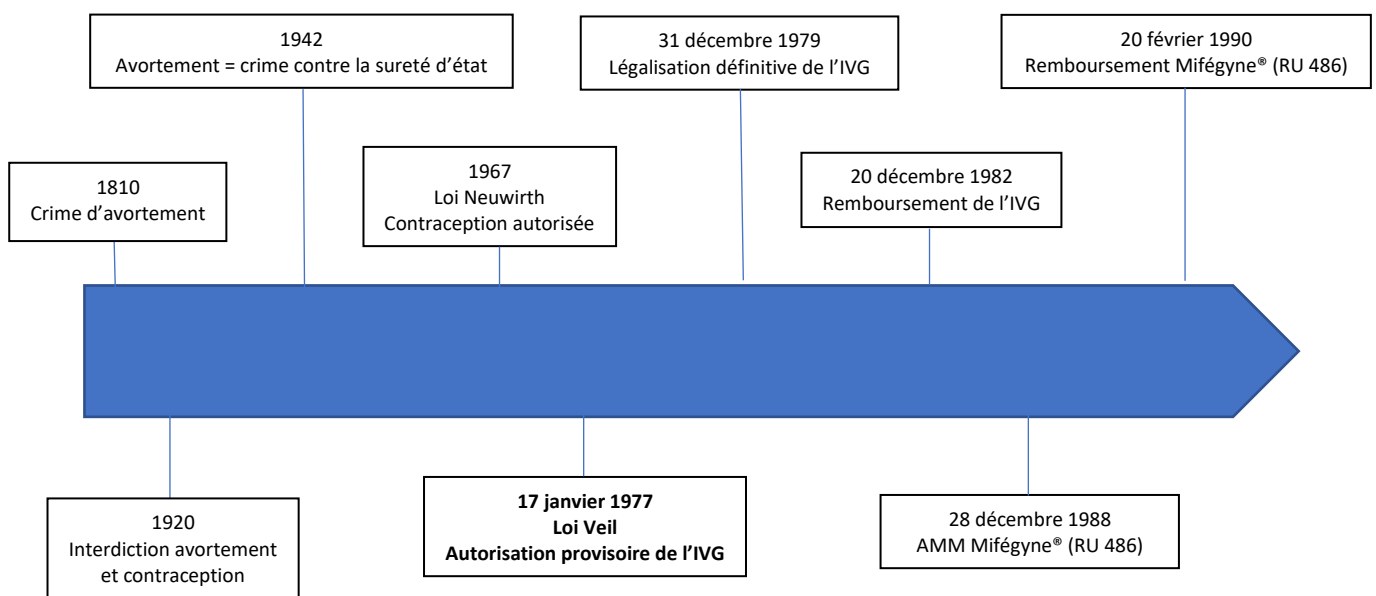 1942
Avortement = crime contre la sureté d’état
31 décembre 1979
Légalisation définitive de l’IVG
20 février 1990
Remboursement Mifégyne® (RU 486)
1810
Crime d’avortement
1967
Loi Neuwirth
Contraception autorisée
20 décembre 1982
Remboursement de l’IVG
1920
Interdiction avortement
et contraception
17 janvier 1977
Loi Veil
Autorisation provisoire de l’IVG
28 décembre 1988
AMM Mifégyne® (RU 486)